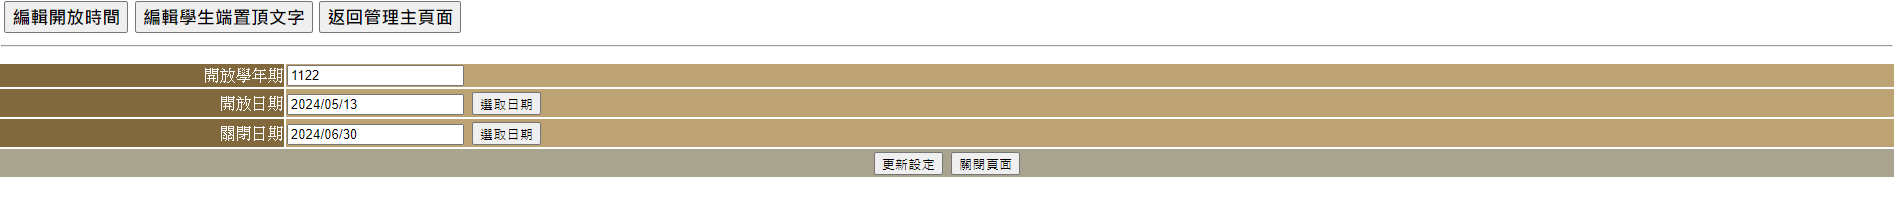 編輯開放時間 編輯學生端置頂文字 返回管理主頁面
開放學年期 1122
開放日期 2024/05/13 選取日期
關閉日期 2024/06/30 選取日期
更新設定 關閉頁面